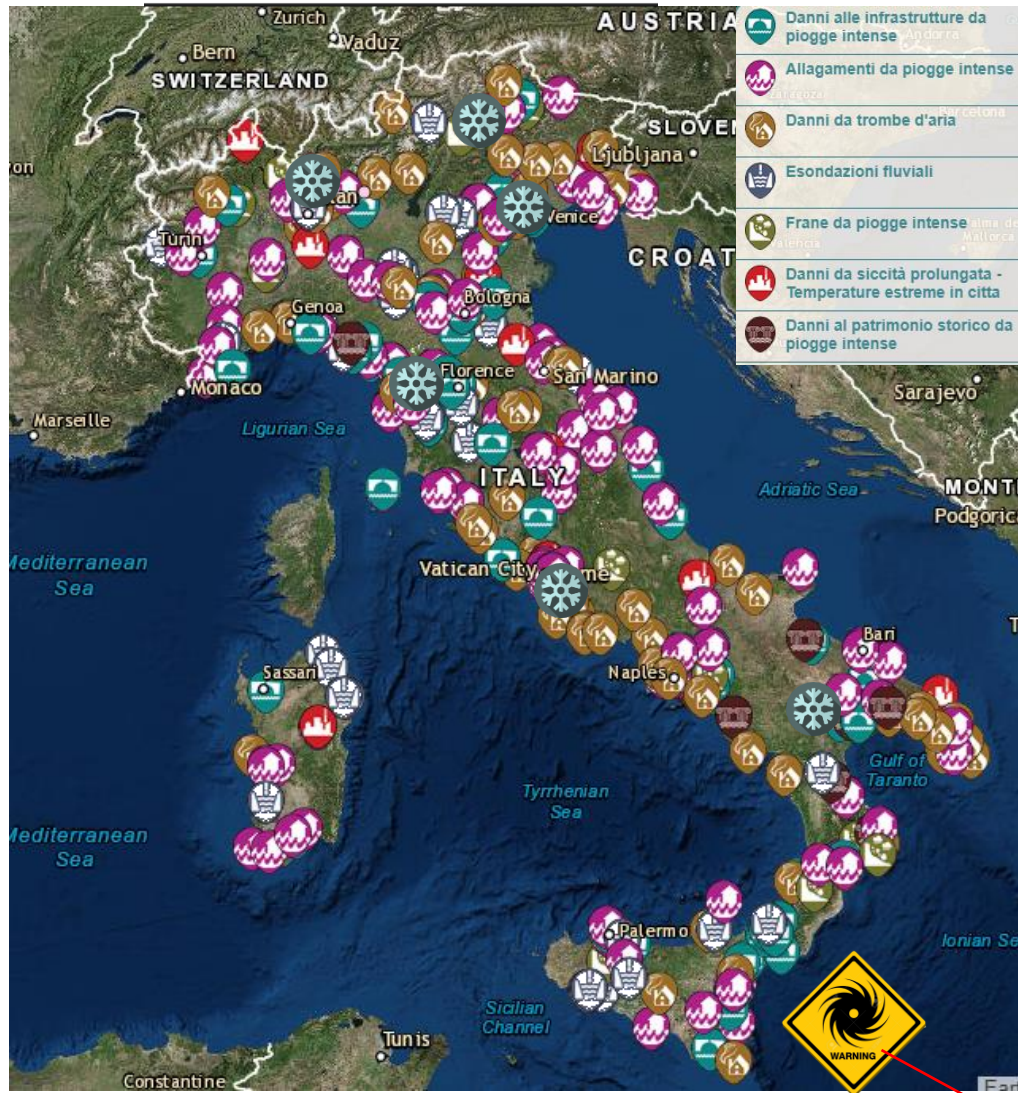 Zurich
Vaduz
AUSTRIA
Bern
SWITZERLAND
SLOVE
Ljubljana
Venice
Turin
CROAT
Genoa
Bologna
Monaco
Florence
San Marino
Marseille
Ligurian Sea
Sarajevo
ITALY
Adriatic Sea
MONT
Podgorica
Mediterranean
Sea
Vatican City
Bari
Sassari
Naples
Gulf of
Taranto
Tyrrhenian
Sea
Mediterranean
Sea
Palermo
Ionian Se
Sicilian
Channel
Tunis
Constantine
WARNING
Ear
Danni alle infrastrutture da
piogge intense
Allagamenti da piogge intense
Danni da trombe d'aria
Esondazioni fluviali
Frane da piogge intense
Danni da siccità prolungata -
Temperature estreme in citta
Danni al patrimonio storico da
piogge intense